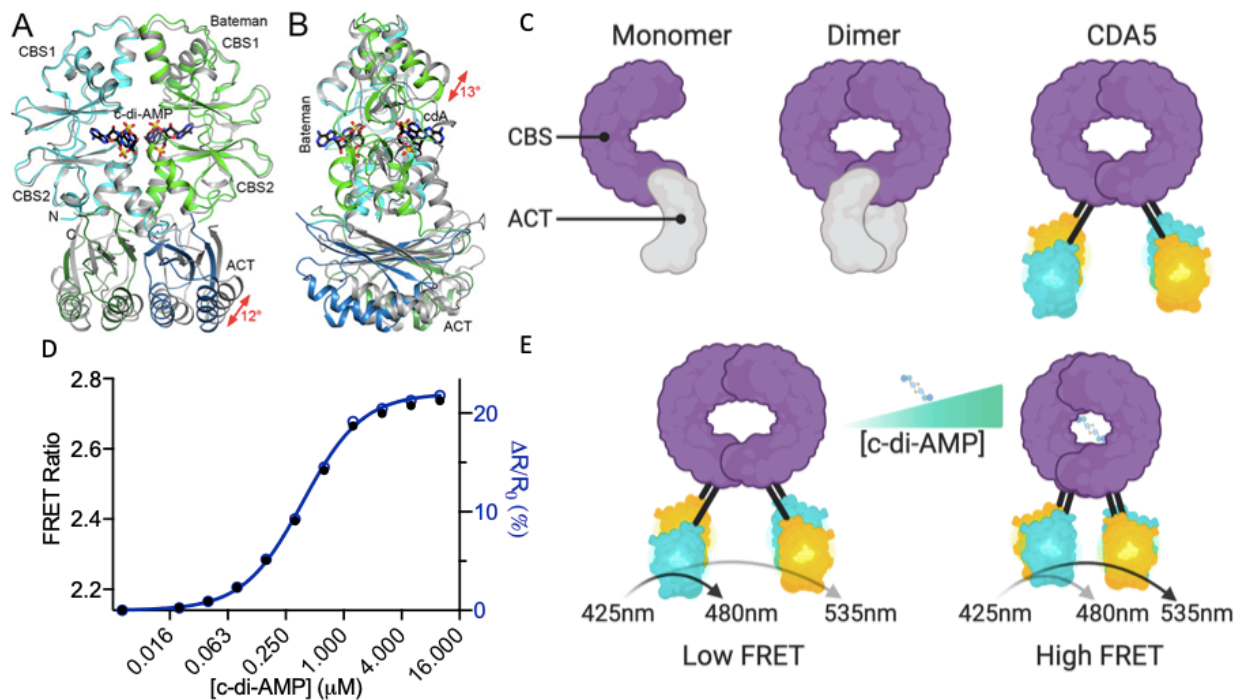 A
Bateman
CBS1
CBS1
c-di-AMP
CBS2
CBS2
N
C
ACT
12°
B
13°
Bateman
cdA
ACT
C
Monomer
Dimer
CDA5
CBS
ACT
D
FRET Ratio
2.8
2.6
2.4
2.2
20
10
0
ΔR/R0 (%)
0.016
0.063
0.250
1.000
4.000
16.000
[c-di-AMP] (μM)
E
[c-di-AMP]
425nm
480nm
535nm
425nm
480nm
535nm
Low FRET
High FRET